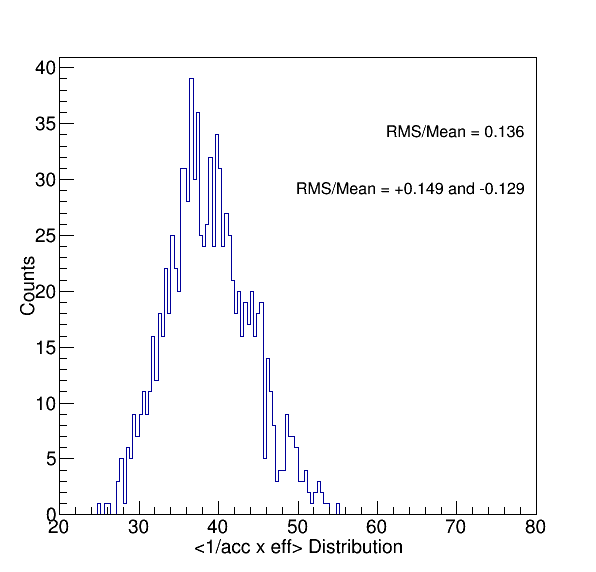 40
35
30
25
20
15
10
5
0
Counts
RMS/Mean = 0.136
RMS/Mean = +0.149 and -0.129
20 30 40 50 60 70 80
<1/acc x eff> Distribution